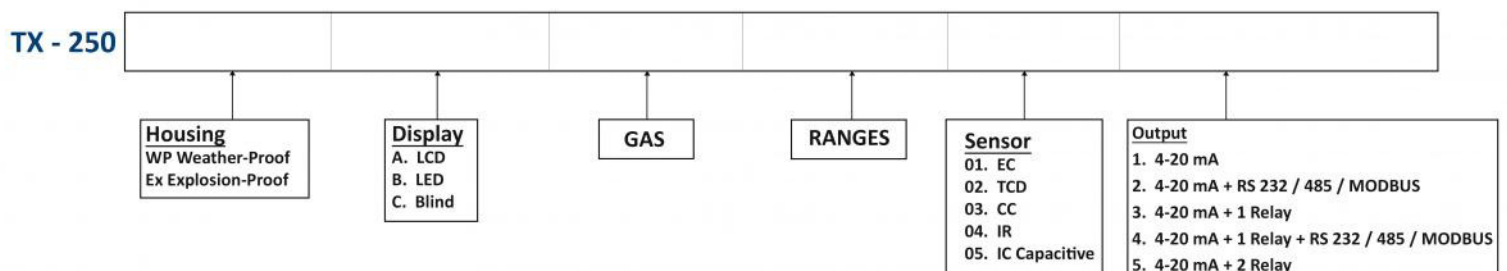 TX - 250
Housing
WP Weather-Proof
Ex Explosion-Proof
Display
A. LCD
B. LED
C. Blind
GAS
RANGES
Sensor
01. EC
02. TCD
03. CC
04. IR
05. IC Capacitive
Output
1. 4-20 mA
2. 4-20 mA + RS 232 / 485 / MODBUS
3. 4-20 mA + 1 Relay
4. 4-20 mA + 1 Relay + RS 232 / 485 / MODBUS
5. 4-20 mA + 2 Relay